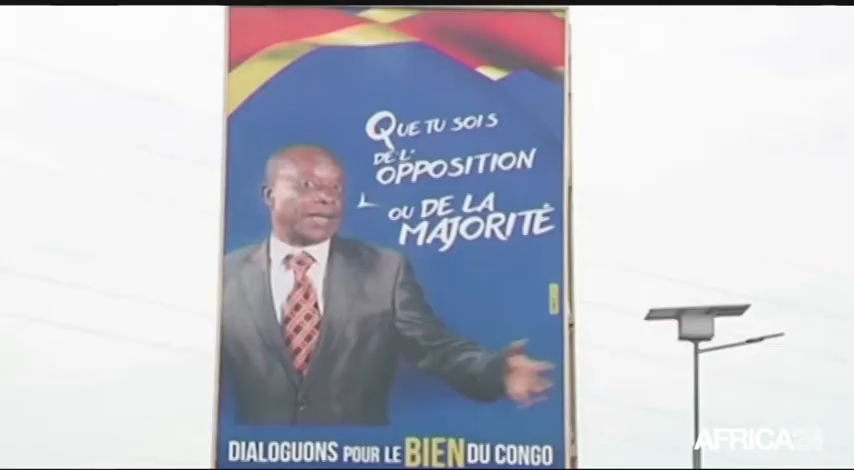 QUE TU SOIS
DE L'
OPPOSITION
OU DE LA
MAJORITÉ
DIALOGUONS POUR LE BIEN DU CONGO
AFRICA24